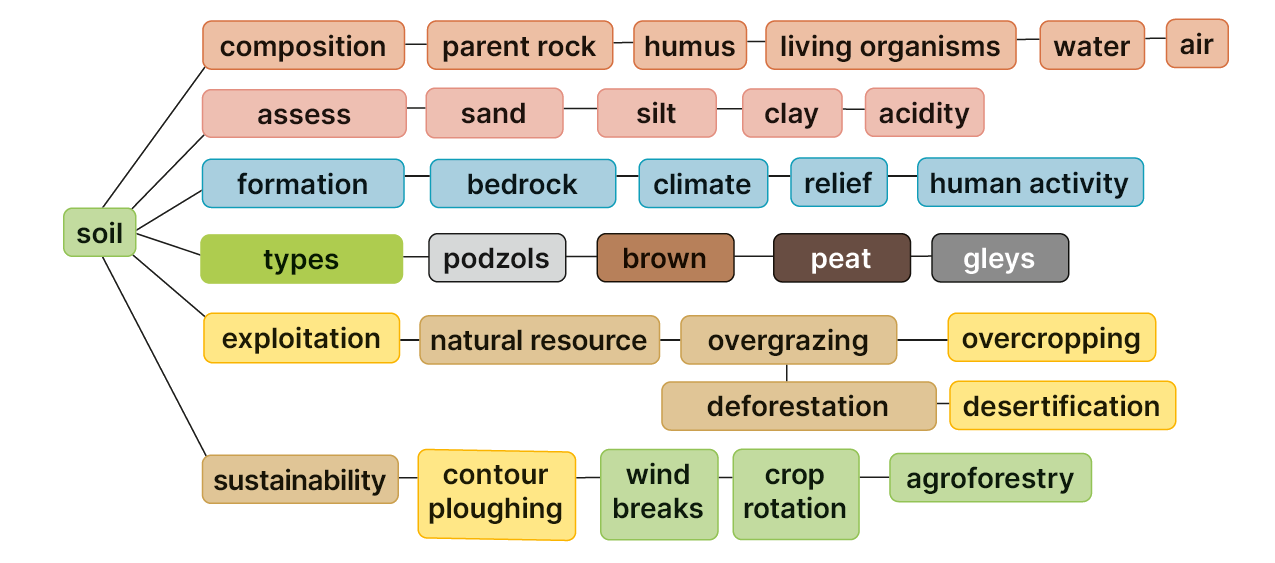 composition parent rock humus living organisms water air
assess sand silt clay acidity
formation bedrock climate relief human activity
soil
types podzols brown peat gleys
exploitation natural resource overgrazing overcropping
deforestation desertification
sustainability contour ploughing wind breaks crop rotation agroforestry